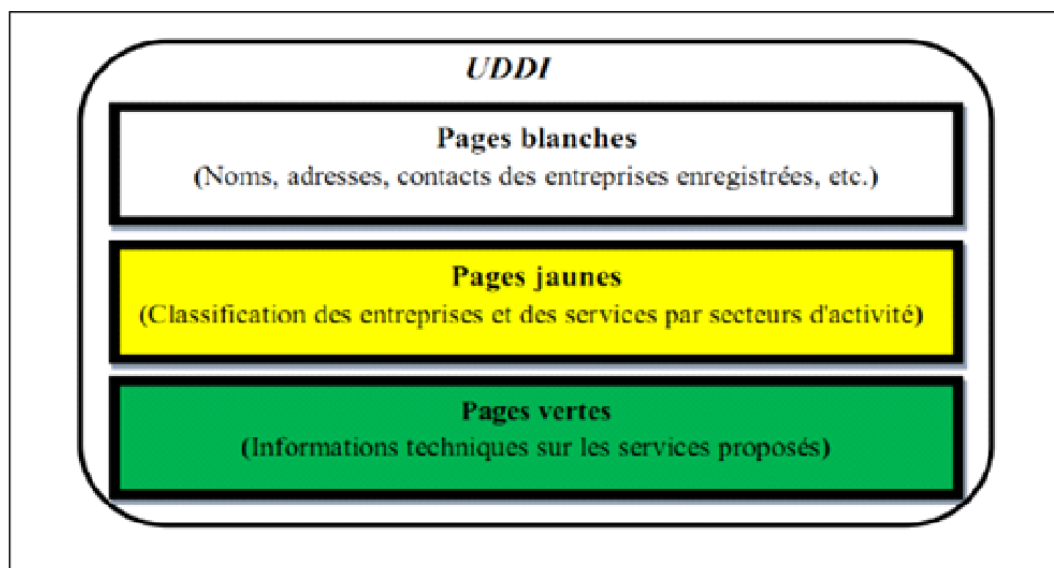 UDDI
Pages blanches
(Noms, adresses, contacts des entreprises enregistrées, etc.)
Pages jaunes
(Classification des entreprises et des services par secteurs d'activité)
Pages vertes
(Informations techniques sur les services proposés)